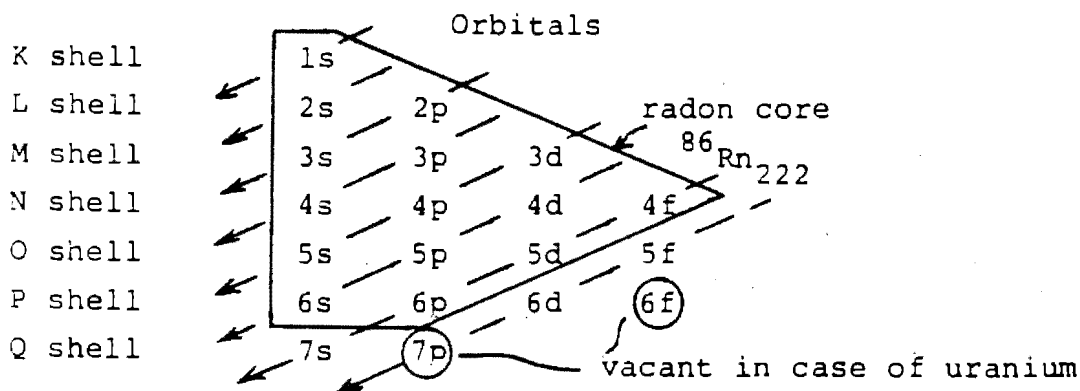 Orbitals
K shell 1s
L shell 2s 2p
radon core
M shell 3s 3p 3d 86Rn222
N shell 4s 4p 4d 4f
O shell 5s 5p 5d 5f
P shell 6s 6p 6d 6f
Q shell 7s 7p vacant in case of uranium